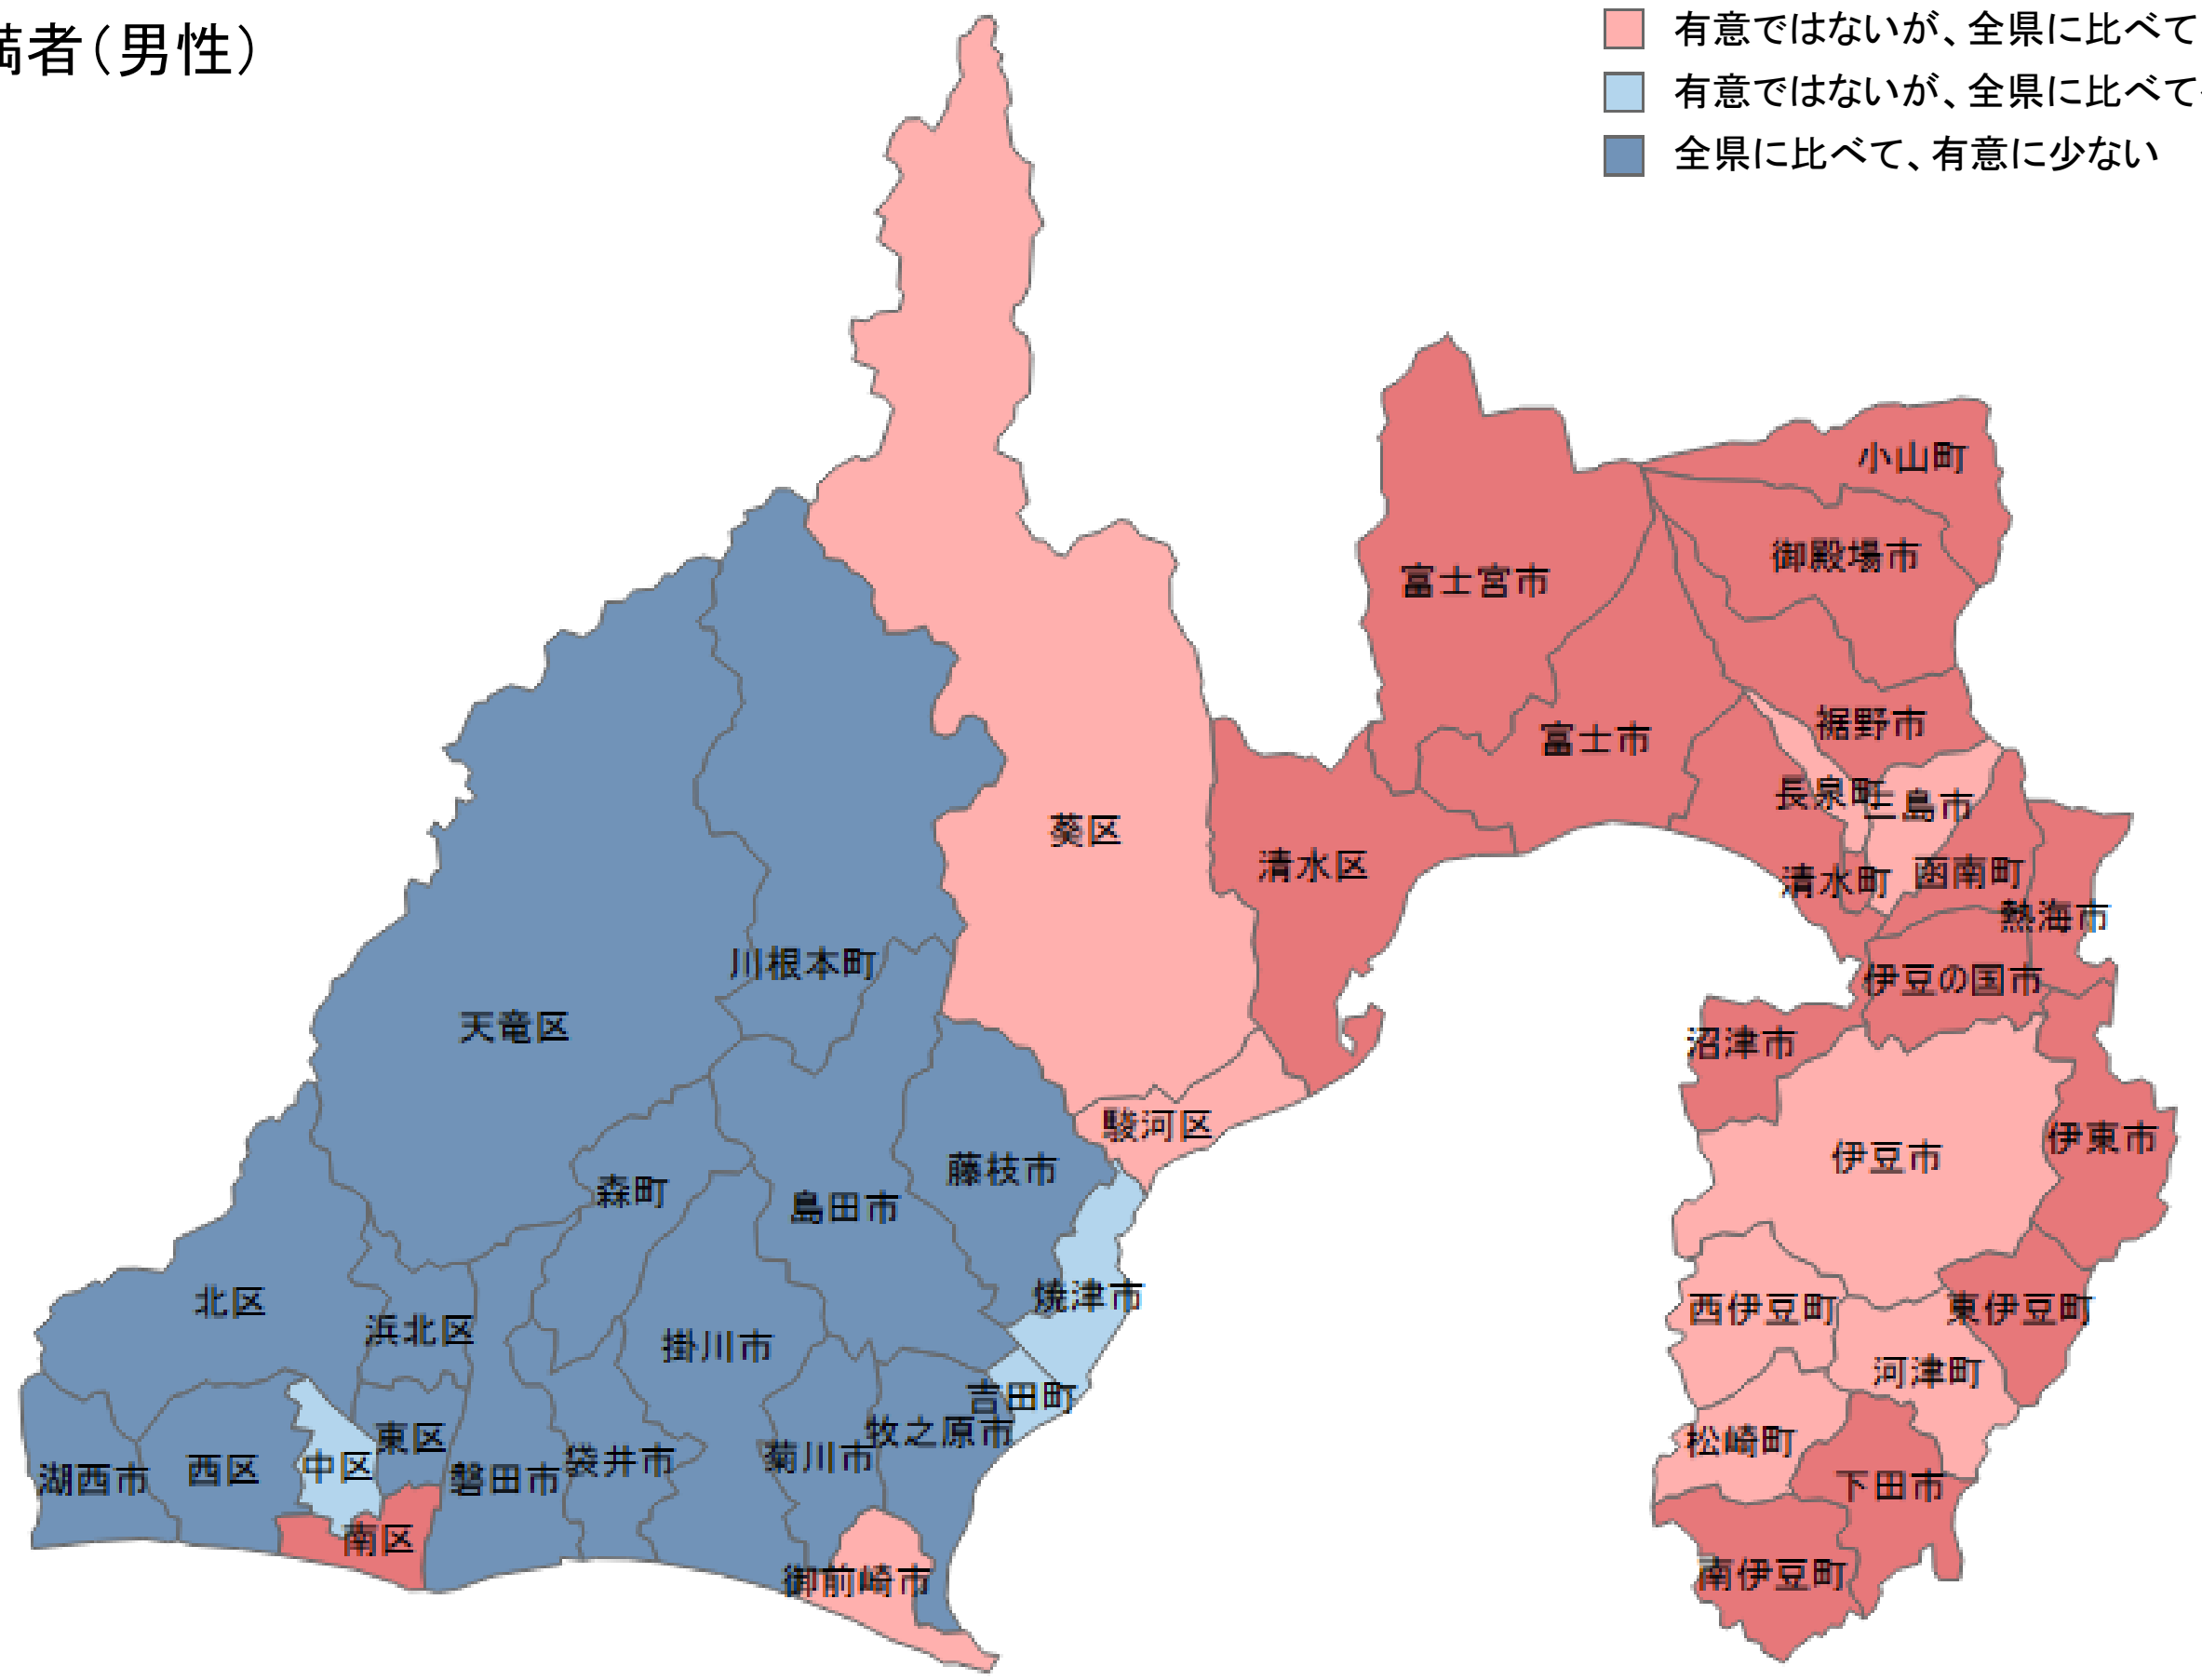 満者（男性）
有意ではないが、全県に比べて
有意ではないが、全県に比べて
全県に比べて、有意に少ない
小山町
御殿場市
富士宮市
裾野市
富士市
長泉町
三島市
葵区
清水区
函南町
清水町
熱海市
川根本町
伊豆の国市
天竜区
沼津市
駿河区
伊東市
伊豆市
藤枝市
森町
島田市
焼津市
北区
西伊豆町
東伊豆町
浜北区
掛川市
河津町
吉田町
牧之原市
東区
松崎町
中区
菊川市
袋井市
西区
湖西市
磐田市
下田市
南区
南伊豆町
御前崎市